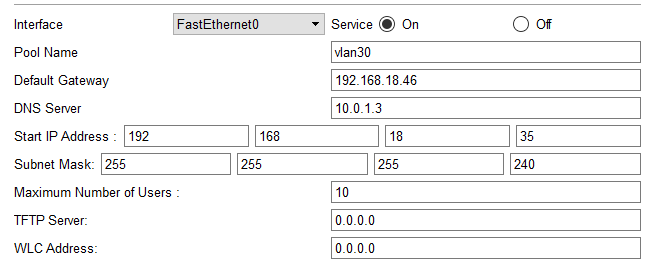 Interface FastEthernet0 Service On Off
Pool Name vlan30
Default Gateway 192.168.18.46
DNS Server 10.0.1.3
Start IP Address : 192 168 18 35
Subnet Mask: 255 255 255 240
Maximum Number of Users : 10
TFTP Server: 0.0.0.0
WLC Address: 0.0.0.0